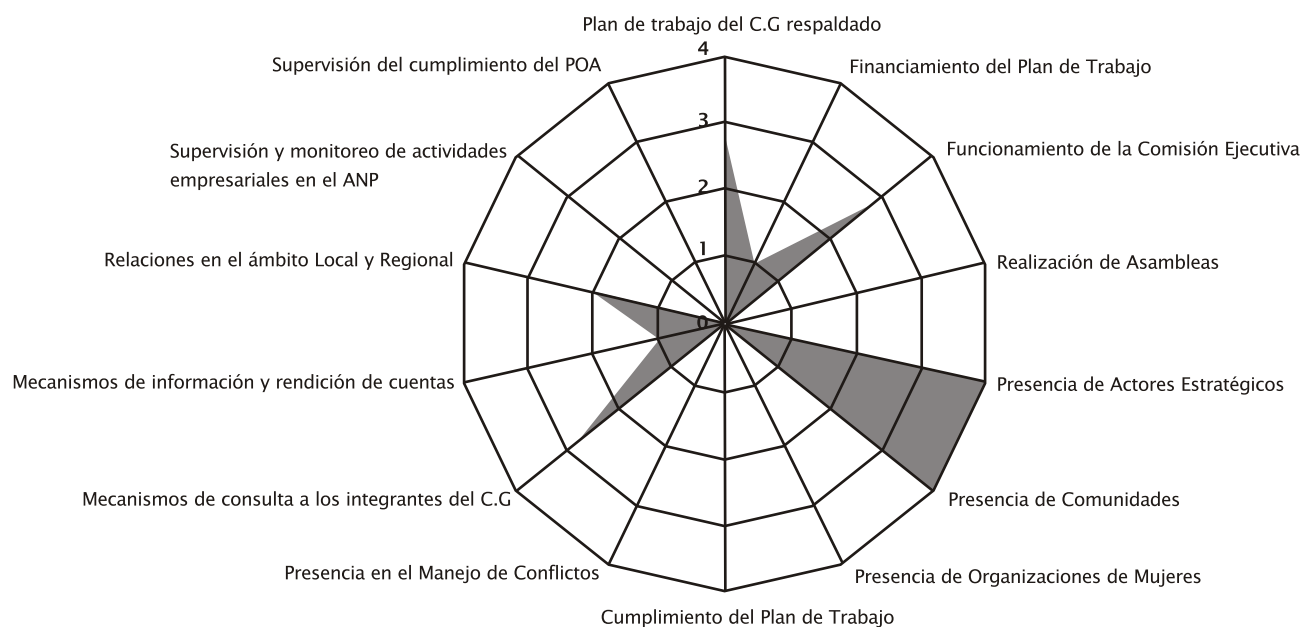 Plan de trabajo del C.G respaldado
4
Supervisión del cumplimiento del POA
Financiamiento del Plan de Trabajo
3
Supervisión y monitoreo de actividades
empresariales en el ANP
Funcionamiento de la Comisión Ejecutiva
2
1
Relaciones en el ámbito Local y Regional
Realización de Asambleas
0
Mecanismos de información y rendición de cuentas
Presencia de Actores Estratégicos
Mecanismos de consulta a los integrantes del C.G
Presencia de Comunidades
Presencia en el Manejo de Conflictos
Presencia de Organizaciones de Mujeres
Cumplimiento del Plan de Trabajo